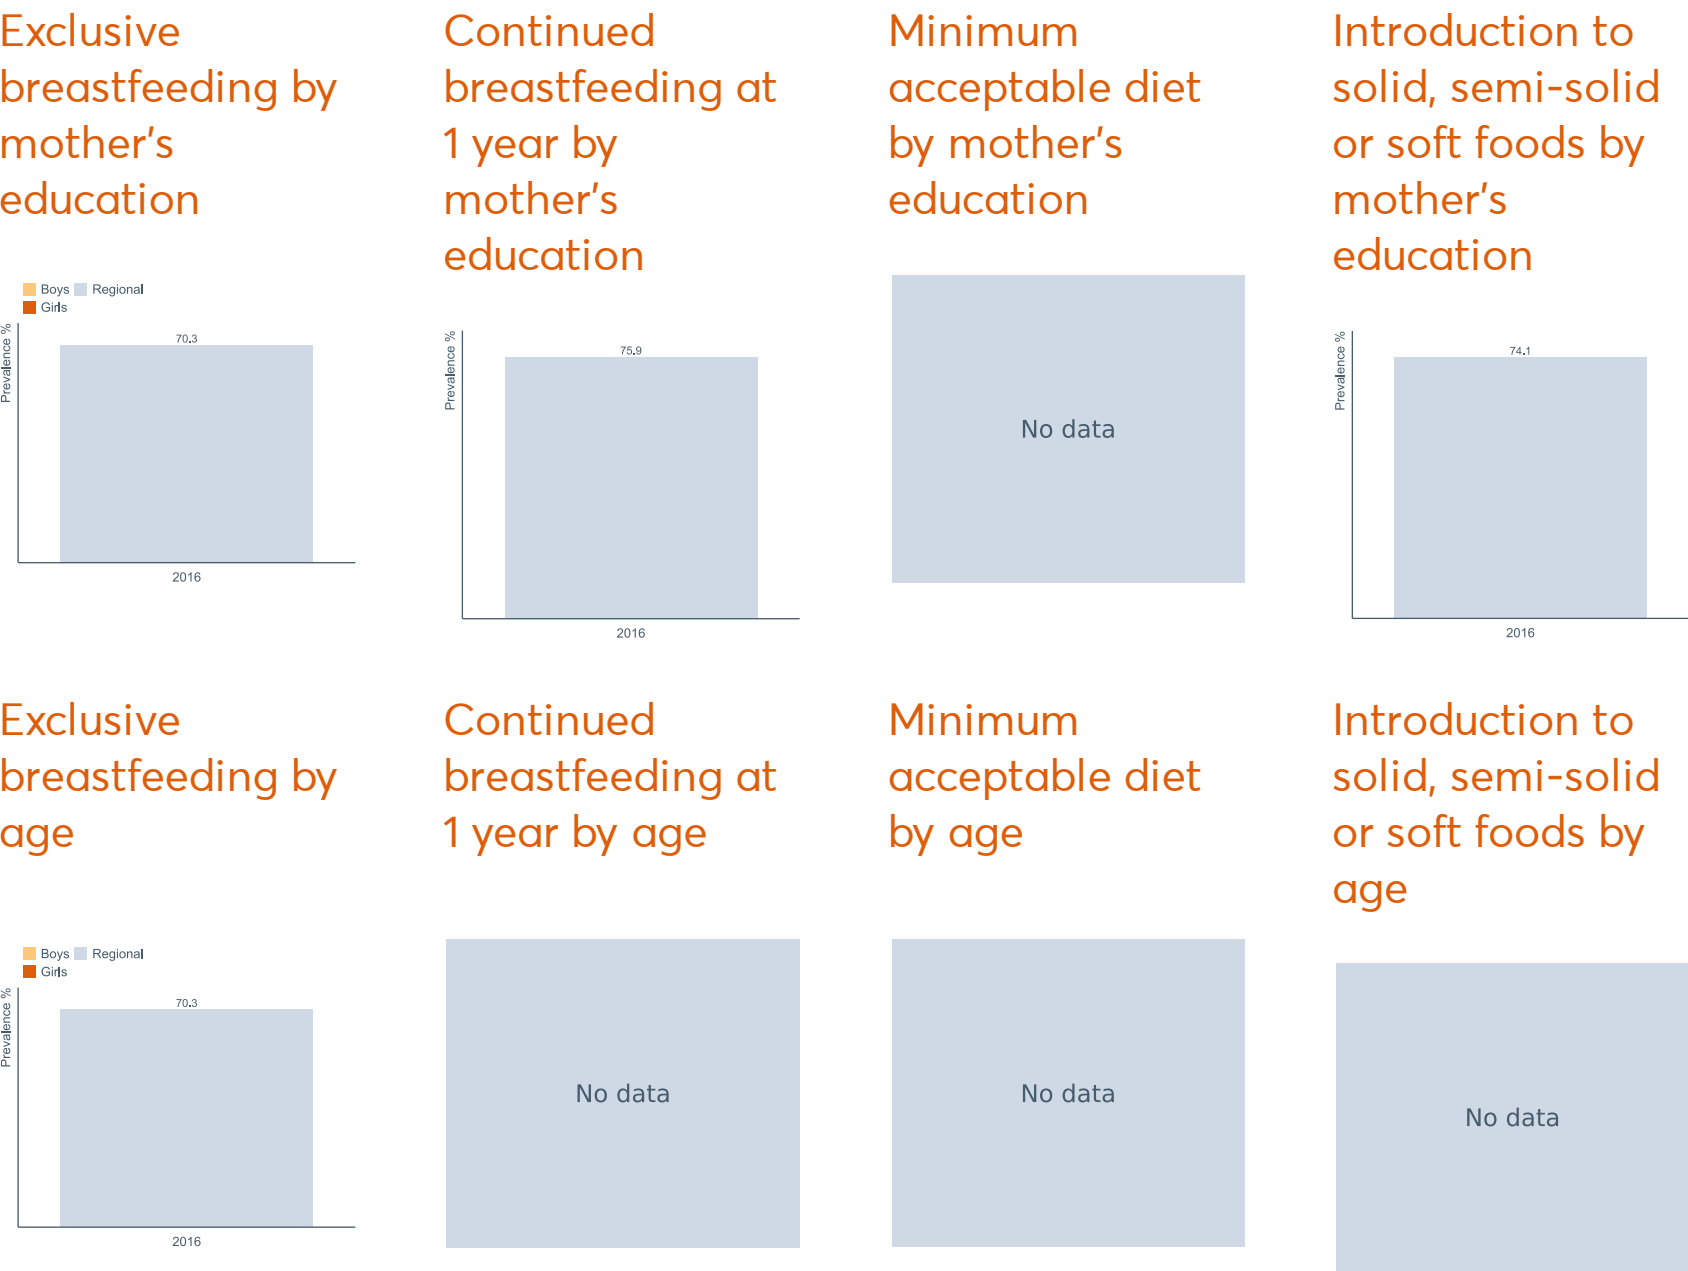 Exclusive
breastfeeding by
mother's
education
Boys
Regional
Girls
Prevalence %
70.3
2016
Continued
breastfeeding at
1 year by
mother's
education
Prevalence %
75.9
2016
Minimum
acceptable diet
by mother's
education
No data
Introduction to
solid, semi-solid
or soft foods by
mother's
education
Prevalence %
74.1
2016
Exclusive
breastfeeding by
age
Boys
Regional
Girls
Prevalence %
70.3
2016
Continued
breastfeeding at
1 year by age
No data
Minimum
acceptable diet
by age
No data
Introduction to
solid, semi-solid
or soft foods by
age
No data